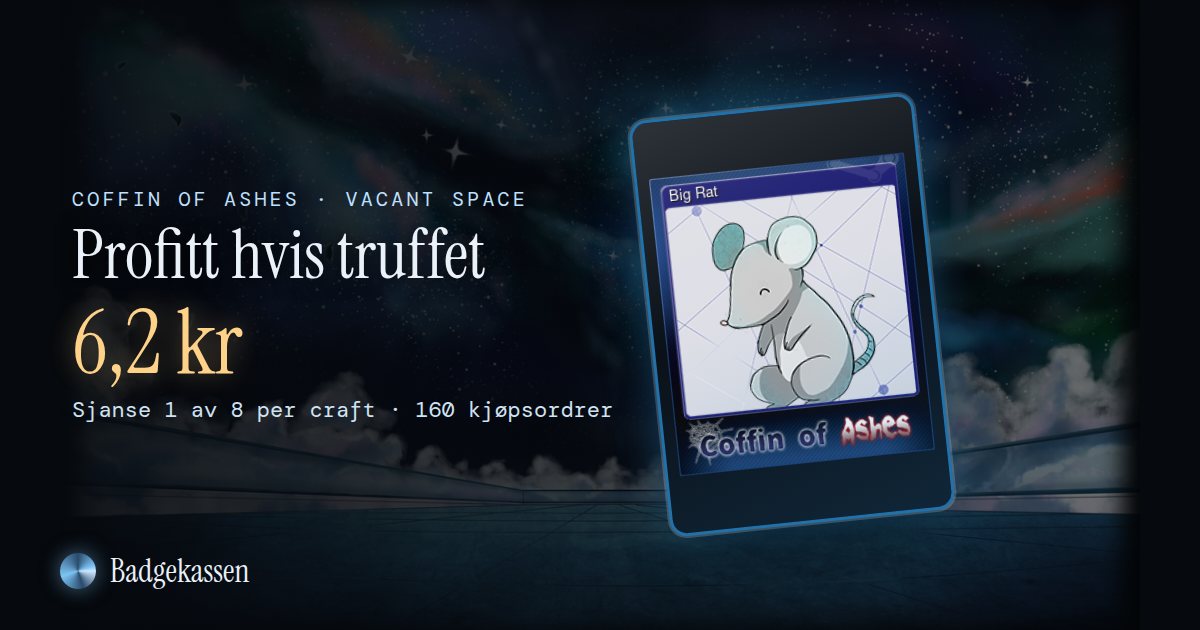 COFFIN OF ASHES · VACANT SPACE
Profitt hvis truffet
6,2 kr
Sjanse 1 av 8 per craft · 160 kjøpsordrer
Big Rat
Coffin of Ashes
Badgekassen